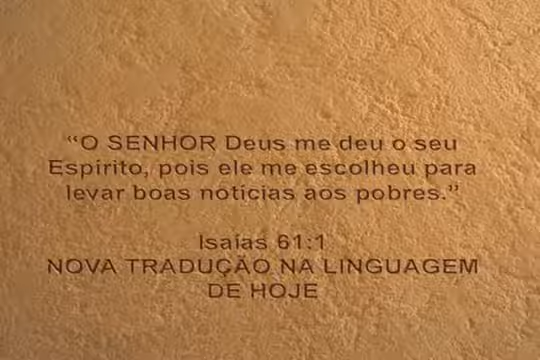 “O SENHOR Deus me deu o seu
Espírito, pois ele me escolheu para
levar boas notícias aos pobres.”
Isaías 61:1
NOVA TRADUÇÃO NA LINGUAGEM
DE HOJE